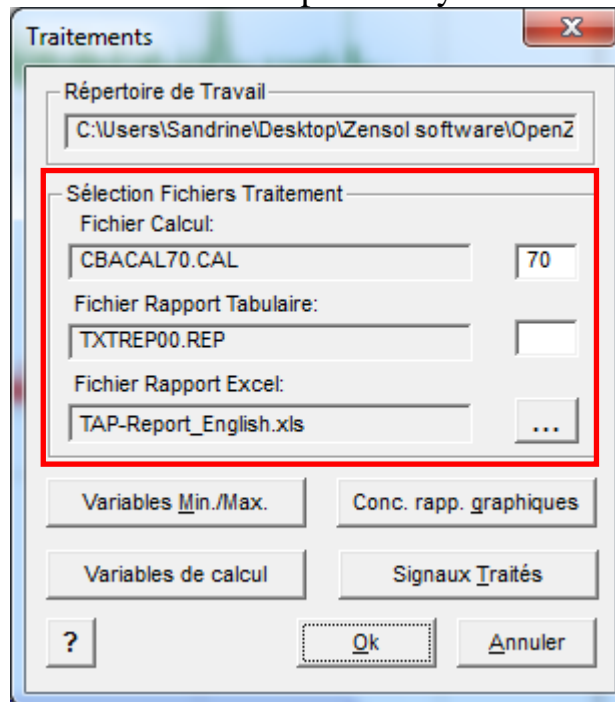 Traitements
Répertoire de Travail
C:\Users\Sandrine\Desktop\Zensol software\OpenZ
Sélection Fichiers Traitement
Fichier Calcul:
CBACAL70.CAL 70
Fichier Rapport Tabulaire:
TXTREP00.REP
Fichier Rapport Excel:
TAP-Report_English.xls ...
Variables Min./Max. Conc. rapp. graphiques
Variables de calcul Signaux Traités
? Ok Annuler